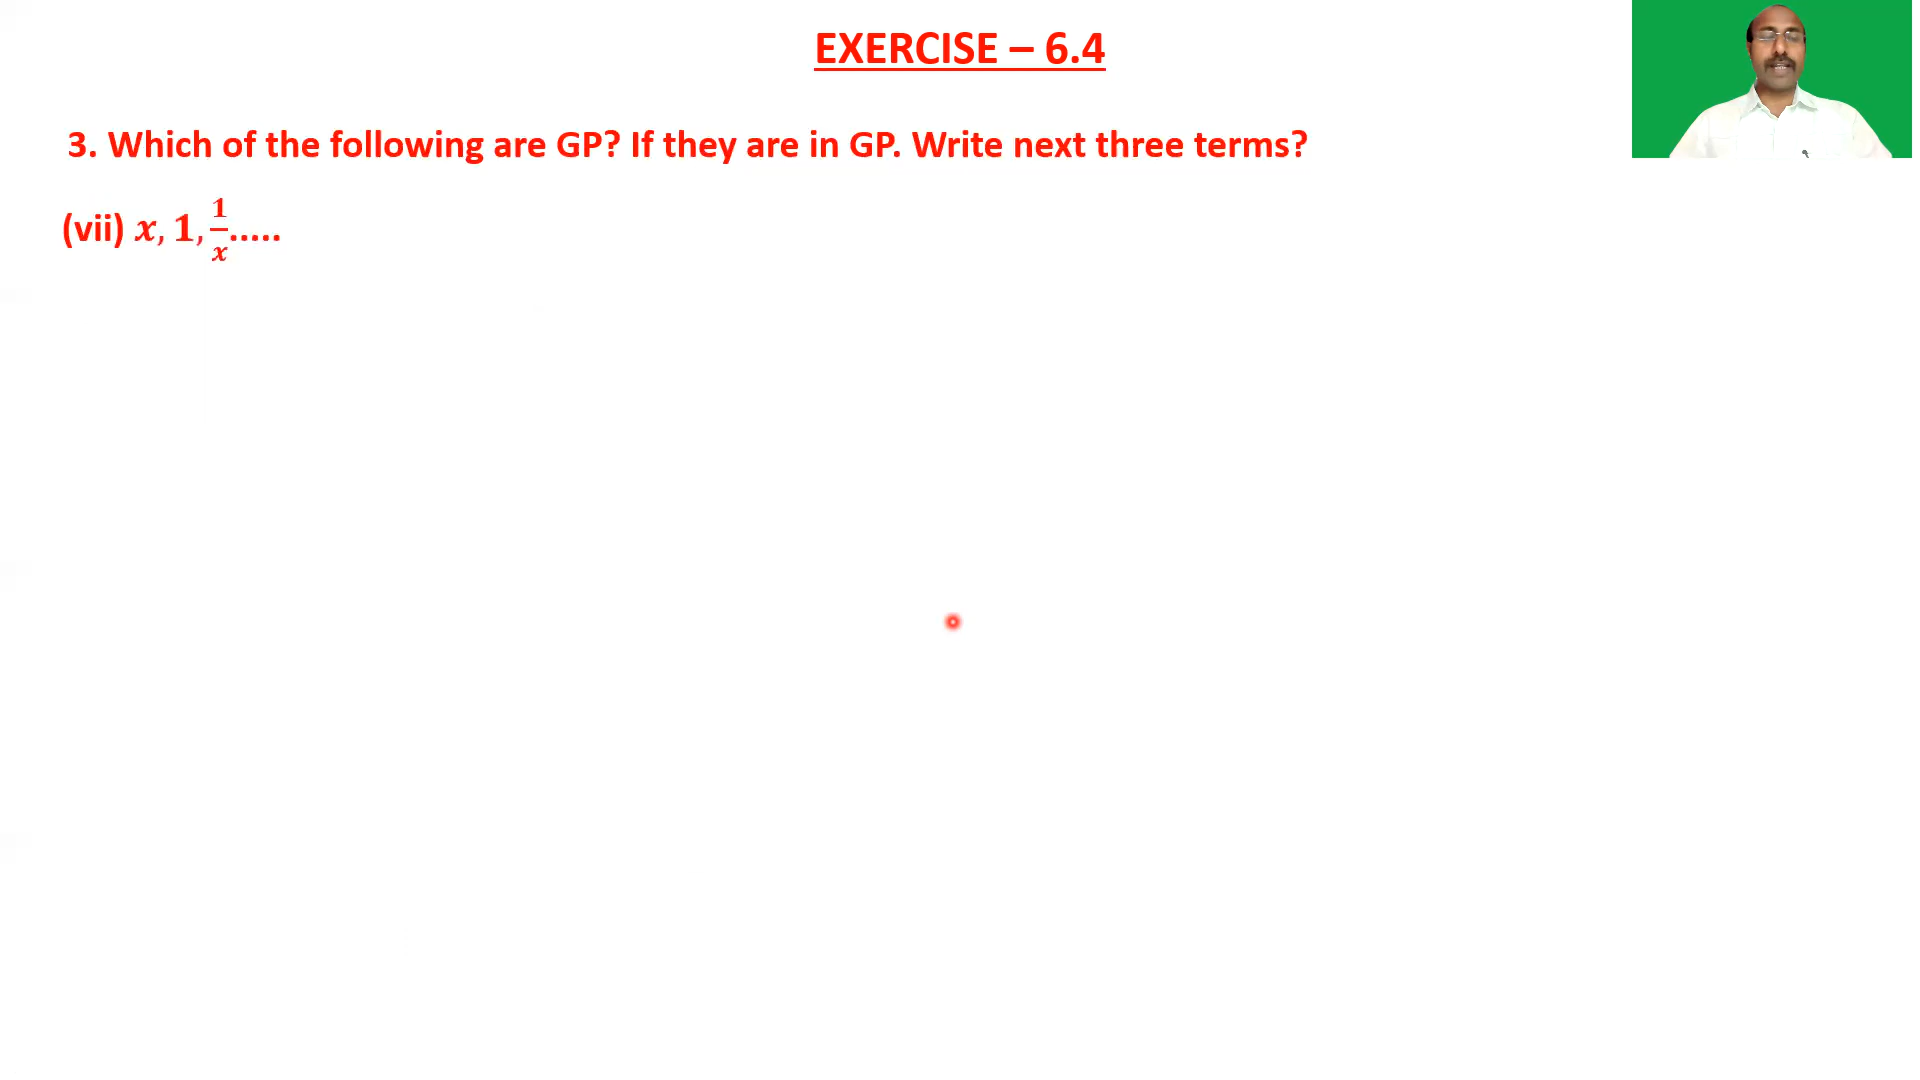 EXERCISE – 6.4
3. Which of the following are GP? If they are in GP. Write next three terms?
(vii) x, 1, 1/x.....